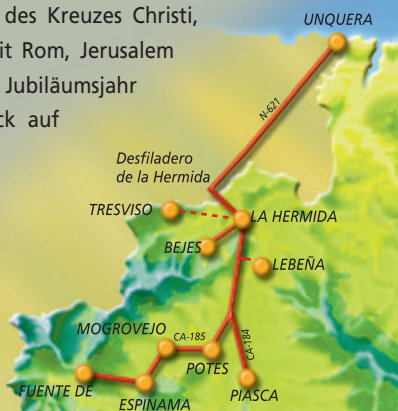 des Kreuzes Christi,
it Rom, Jerusalem
Jubiläumsjahr
ck auf
UNQUERA
N-621
Desfiladero
de la Hermida
TRESVISO
LA HERMIDA
BEJES
LEBEÑA
MOGROVEJO
CA-185
CA-184
POTES
FUENTE DE
ESPINAMA
PIASCA